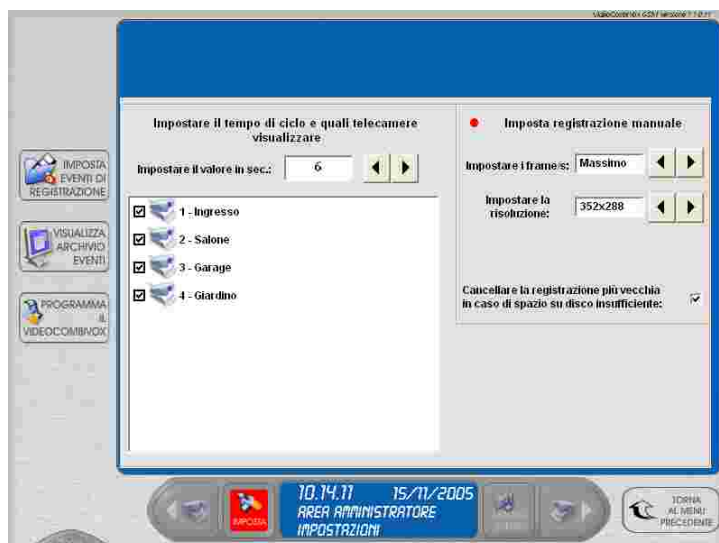 Impostare il tempo di ciclo e quali telecamere
visualizzare
Impostare il valore in sec.: 6
1 - Ingresso
2 - Salone
3 - Garage
4 - Giardino
Imposta registrazione manuale
Impostare i frame/s: Massimo
Impostare la
risoluzione: 352x288
Cancellare la registrazione più vecchia
in caso di spazio su disco insufficiente:
IMPOSTA
EVENTI DI
REGISTRAZIONE
VISUALIZZA
ARCHIVIO
EVENTI
PROGRAMMA
IL
VIDEOCOMBIVOX
IMPOSTA
10.14.11 15/11/2005
AREA AMMINISTRATORE
IMPOSTAZIONI
TORNA
AL MENU
PRECEDENTE